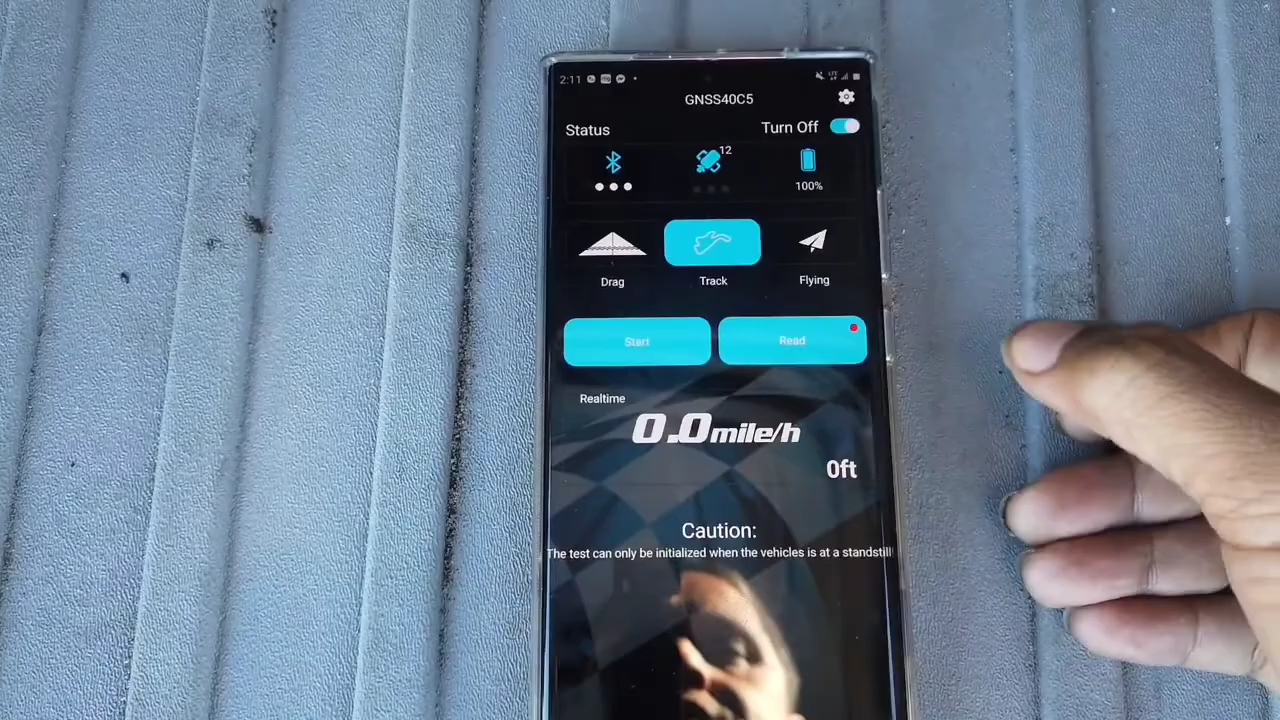 2:11
GNSS40C5
Status
Turn Off
12
100%
Drag
Track
Flying
Start
Read
Realtime
0.0mile/h
0ft
Caution:
The test can only be initialized when the vehicles is at a standstill